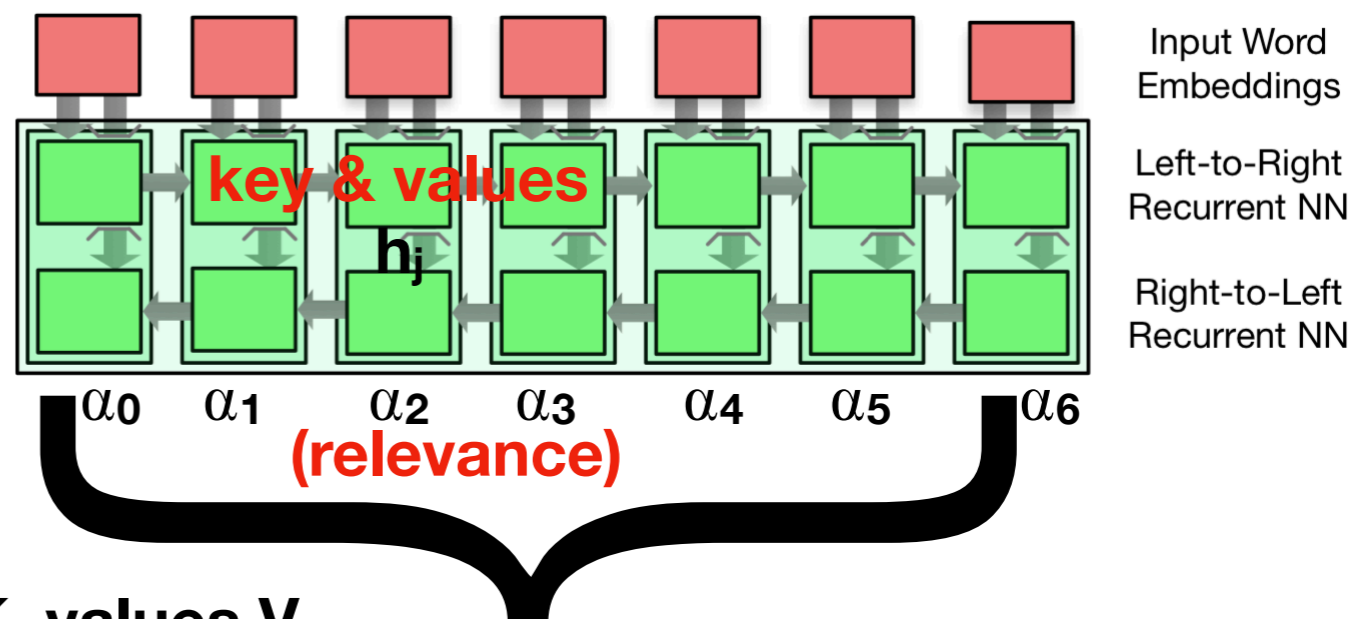 Input Word
Embeddings
Left-to-Right
Recurrent NN
key & values
hj
Right-to-Left
Recurrent NN
α0 α1 α2 α3 α4 α5 α6
(relevance)
values V